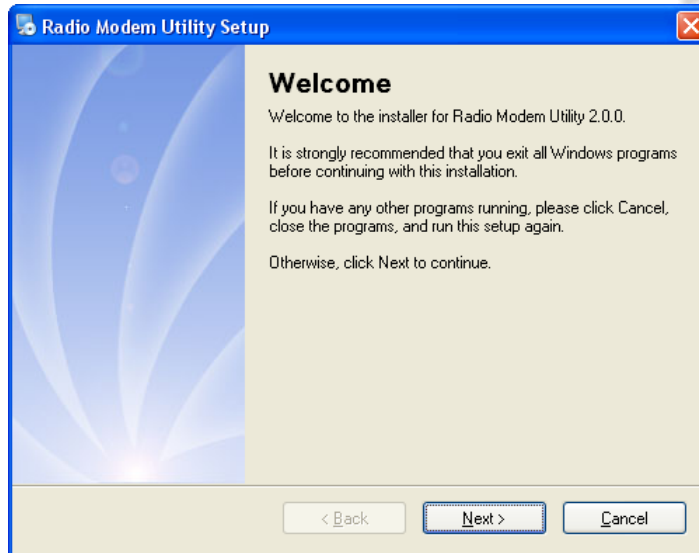 Radio Modem Utility Setup
Welcome
Welcome to the installer for Radio Modem Utility 2.0.0.
It is strongly recommended that you exit all Windows programs
before continuing with this installation.
If you have any other programs running, please click Cancel,
close the programs, and run this setup again.
Otherwise, click Next to continue.
< Back
Next >
Cancel